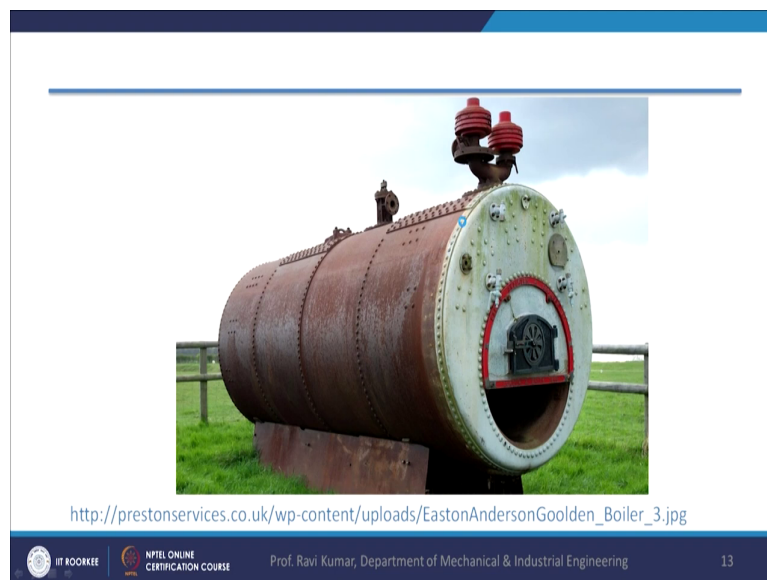 http://prestonservices.co.uk/wp-content/uploads/EastonAndersonGoolden_Boiler_3.jpg
IIT ROORKEE
NPTEL ONLINE
CERTIFICATION COURSE
Prof. Ravi Kumar, Department of Mechanical & Industrial Engineering
13